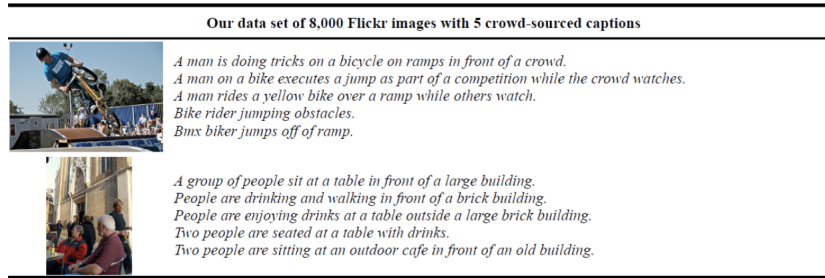 Our data set of 8,000 Flickr images with 5 crowd-sourced captions
A man is doing tricks on a bicycle on ramps in front of a crowd.
A man on a bike executes a jump as part of a competition while the crowd watches.
A man rides a yellow bike over a ramp while others watch.
Bike rider jumping obstacles.
Bmx biker jumps off of ramp.
A group of people sit at a table in front of a large building.
People are drinking and walking in front of a brick building.
People are enjoying drinks at a table outside a large brick building.
Two people are seated at a table with drinks.
Two people are sitting at an outdoor cafe in front of an old building.